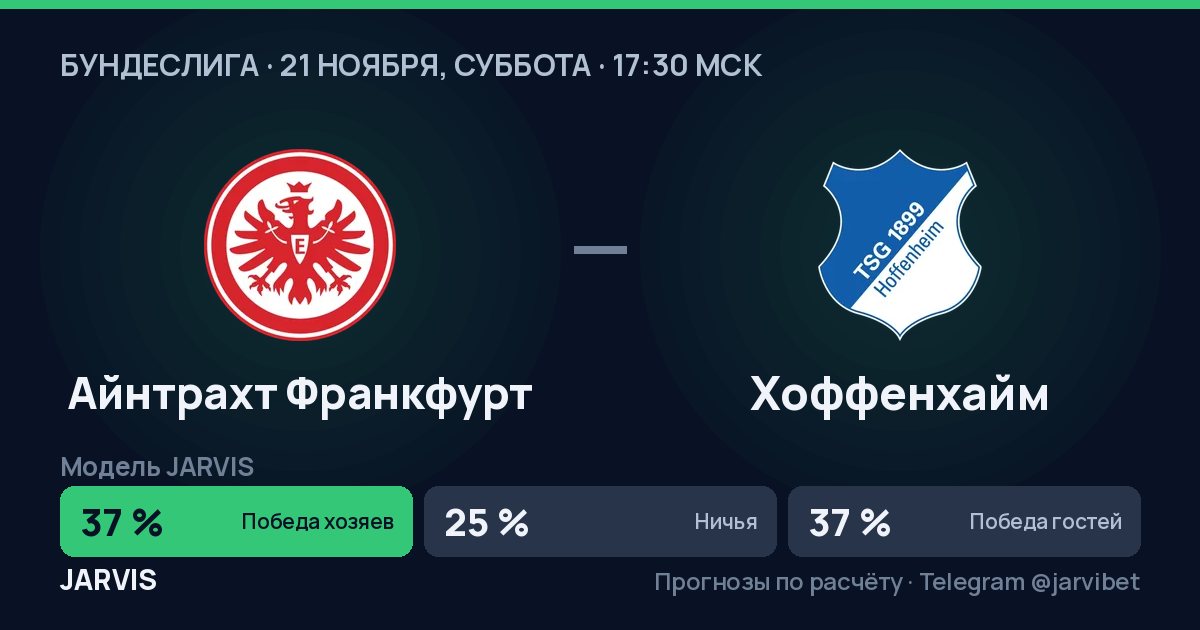 БУНДЕСЛИГА · 21 НОЯБРЯ, СУББОТА · 17:30 МСК
E
TSG 1899
Hoffenheim
Айнтрахт Франкфурт
Хоффенхайм
Модель JARVIS
37 % Победа хозяев
25 % Ничья
37 % Победа гостей
JARVIS
Прогнозы по расчёту · Telegram @jarvibet